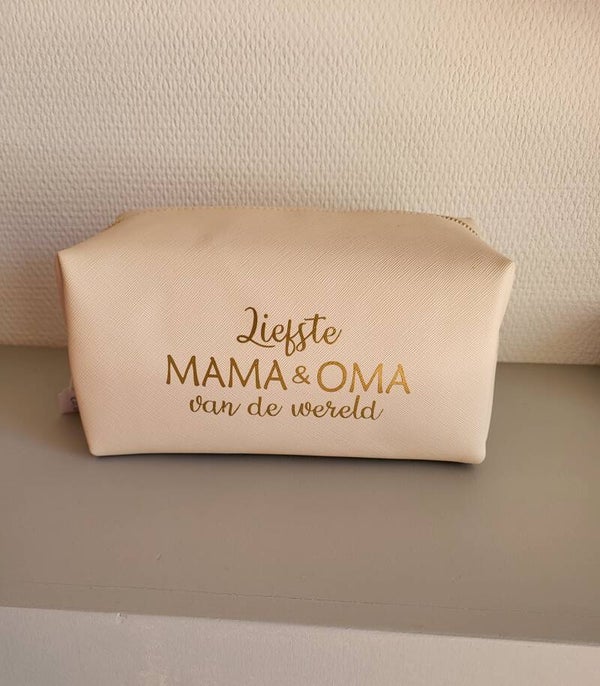 Liefste
MAMA & OMA
van de wereld